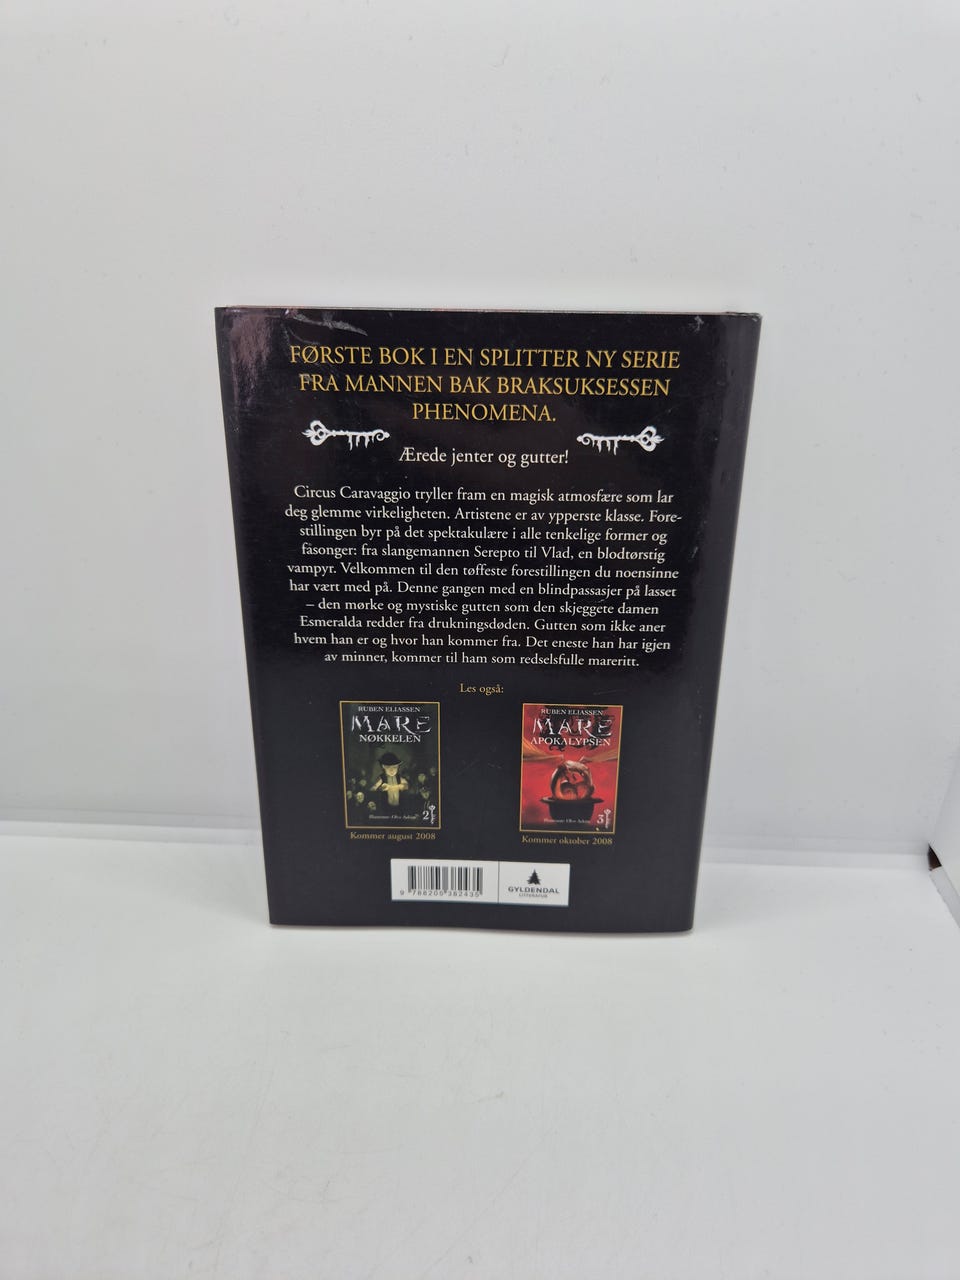 FØRSTE BOK I EN SPLITTER NY SERIE
FRA MANNEN BAK BRAKSUKSESSEN
PHENOMENA.
Ærede jenter og gutter!
Circus Caravaggio tryller fram en magisk atmosfære som lar
deg glemme virkeligheten. Artistene er av ypperste klasse. Fore-
stillingen byr på det spektakulære i alle tenkelige former og
fasonger: fra slangemannen Serepto til Vlad, en blodtørstig
vampyr. Velkommen til den tøffeste forestillingen du noensinne
har vært med på. Denne gangen med en blindpassasjer på lasset
– den mørke og mystiske gutten som den skjeggete damen
Esmeralda redder fra drukningsdøden. Gutten som ikke aner
hvem han er og hvor han kommer fra. Det eneste han har igjen
av minner, kommer til ham som redselsfulle mareritt.
Les også:
RUBEN ELIASSEN
MARE
NØKKELEN
2
Kommer august 2008
RUBEN ELIASSEN
MARE
APOKALYPSEN
3
Kommer oktober 2008
9 788205 382435
GYLDENDAL
LITTERATUR